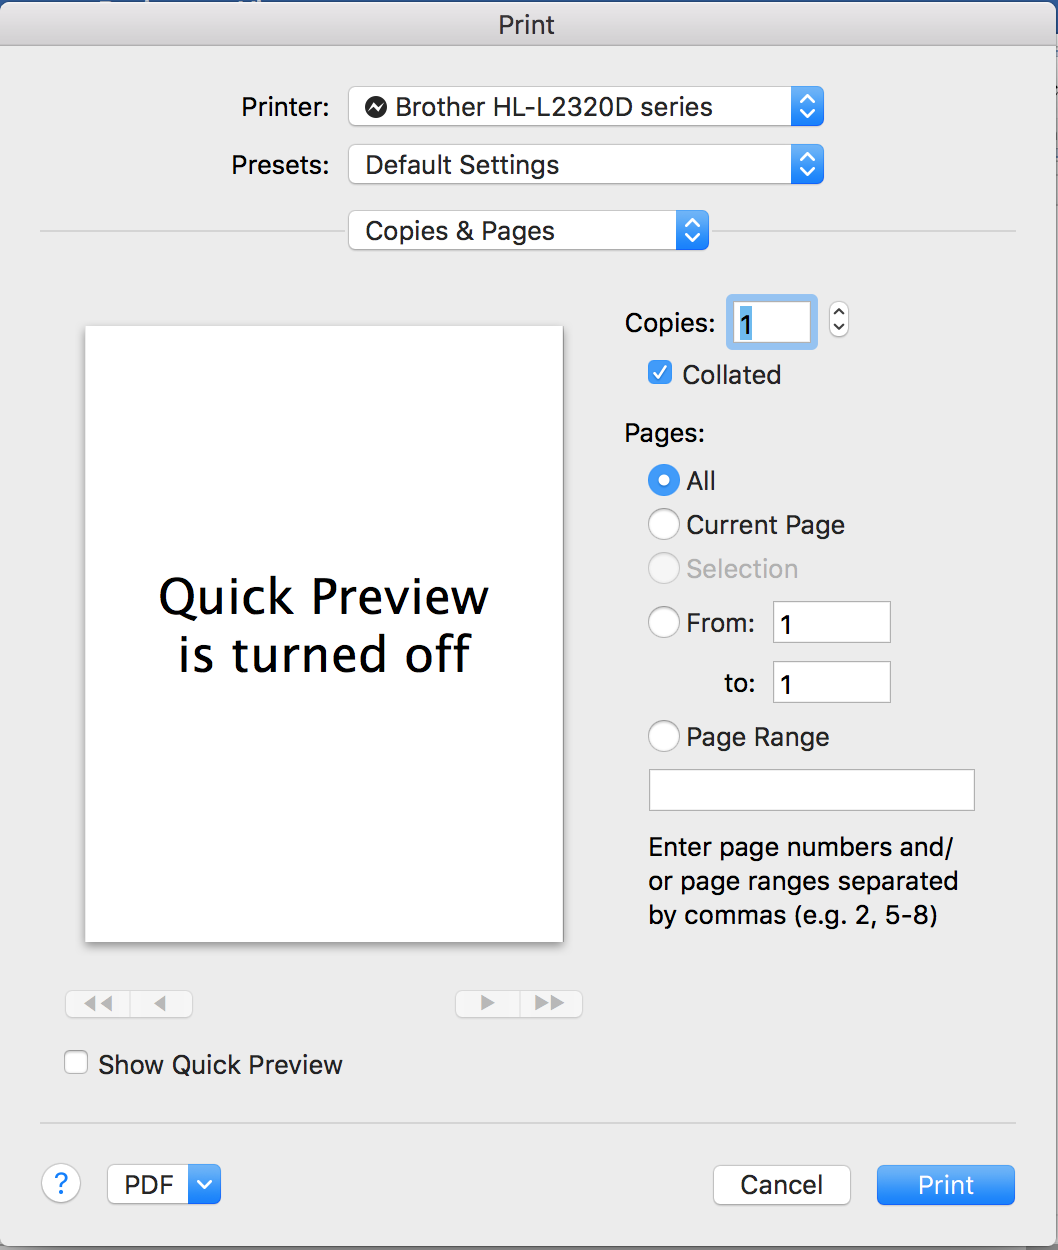 Print
Printer: Brother HL-L2320D series
Presets: Default Settings
Copies & Pages
Copies: 1
Collated
Pages:
All
Current Page
Selection
From: 1
to: 1
Page Range
Enter page numbers and/
or page ranges separated
by commas (e.g. 2, 5-8)
Quick Preview
is turned off
Show Quick Preview
? PDF Cancel Print